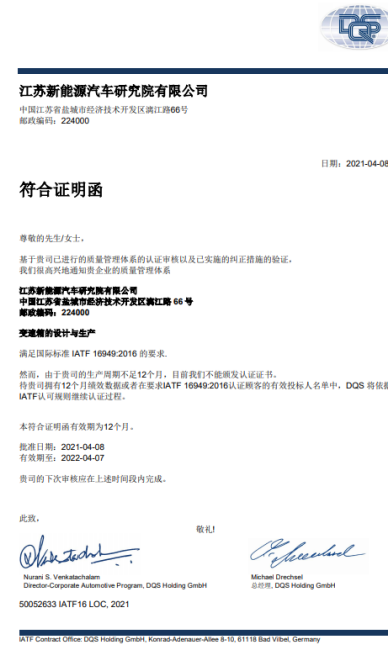 DQS
江苏新能源汽车研究院有限公司
中国江苏省盐城市经济技术开发区漓江路66号
邮政编码：224000
日期：2021-04-08
符合证明函
尊敬的先生/女士、
基于贵司已进行的质量管理体系的认证审核以及已实施的纠正措施的验证，
我们很高兴地通知贵企业的质量管理体系
江苏新能源汽车研究院有限公司
中国江苏省盐城市经济技术开发区漓江路 66 号
邮政编码：224000
变速箱的设计与生产
满足国际标准 IATF 16949:2016 的要求.
然而，由于贵司的生产周期不足12个月，目前我们不能颁发认证证书。
待贵司拥有12个月绩效数据或者在要求IATF 16949:2016认证顾客的有效投标人名单中，DQS 将依据
IATF认可规则继续认证过程。
本符合证明函有效期为12个月。
批准日期：2021-04-08
有效期至：2022-04-07
贵司的下次审核应在上述时间段内完成。
此致，
敬礼!
Nurani S. Venkatachalam
Director-Corporate Automotive Program, DQS Holding GmbH
Michael Drechsel
总经理, DQS Holding GmbH
50052633 IATF16 LOC, 2021
IATF Contract Office: DQS Holding GmbH, Konrad-Adenauer-Allee 8-10, 61118 Bad Vilbel, Germany